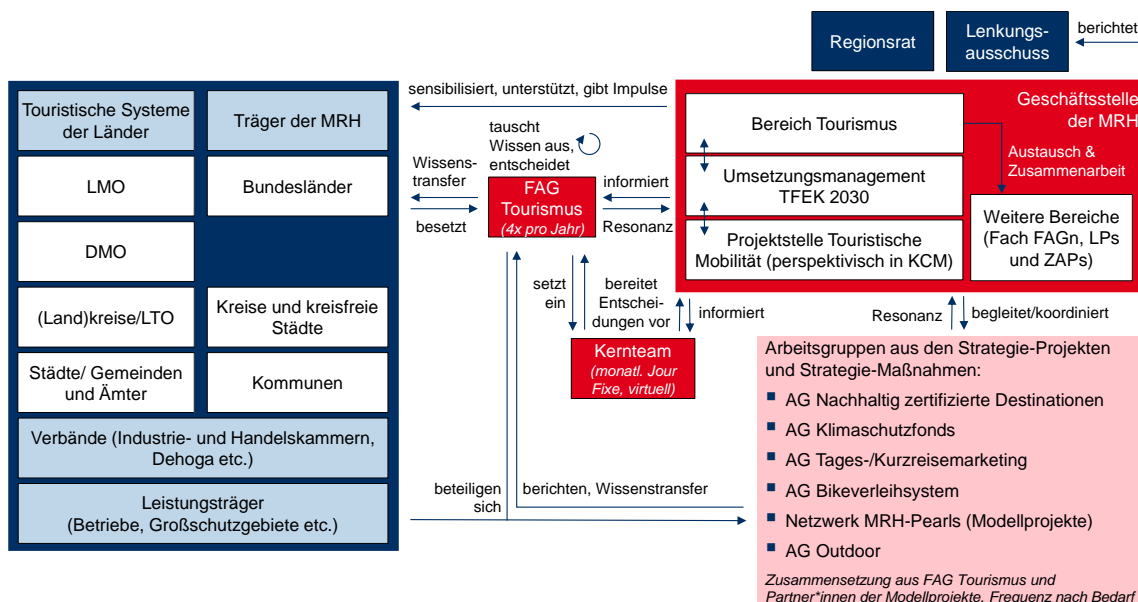 Regionsrat
Lenkungs-
ausschuss
berichtet
Touristische Systeme
der Länder
Träger der MRH
LMO
Bundesländer
DMO
(Land)kreise/LTO
Kreise und kreisfreie
Städte
Städte/ Gemeinden
und Ämter
Kommunen
Verbände (Industrie- und Handelskammern,
Dehoga etc.)
Leistungsträger
(Betriebe, Großschutzgebiete etc.)
sensibilisiert, unterstützt, gibt Impulse
tauscht
Wissen aus,
entscheidet
Wissens-
transfer
besetzt
FAG
Tourismus
(4x pro Jahr)
informiert
Resonanz
setzt
ein
bereitet
Entschei-
dungen vor
informiert
Kernteam
(monatl. Jour
Fixe, virtuell)
beteiligen
sich
berichten, Wissenstransfer
Geschäftsstelle
der MRH
Bereich Tourismus
Austausch &
Zusammenarbeit
Umsetzungsmanagement
TFEK 2030
Projektstelle Touristische
Mobilität (perspektivisch in KCM)
Weitere Bereiche
(Fach FAGn, LPs
und ZAPs)
Resonanz
begleitet/koordiniert
Arbeitsgruppen aus den Strategie-Projekten
und Strategie-Maßnahmen:
▪ AG Nachhaltig zertifizierte Destinationen
▪ AG Klimaschutzfonds
▪ AG Tages-/Kurzreisemarketing
▪ AG Bikeverleihsystem
▪ Netzwerk MRH-Pearls (Modellprojekte)
▪ AG Outdoor
Zusammensetzung aus FAG Tourismus und
Partner*innen der Modellprojekte, Frequenz nach Bedarf